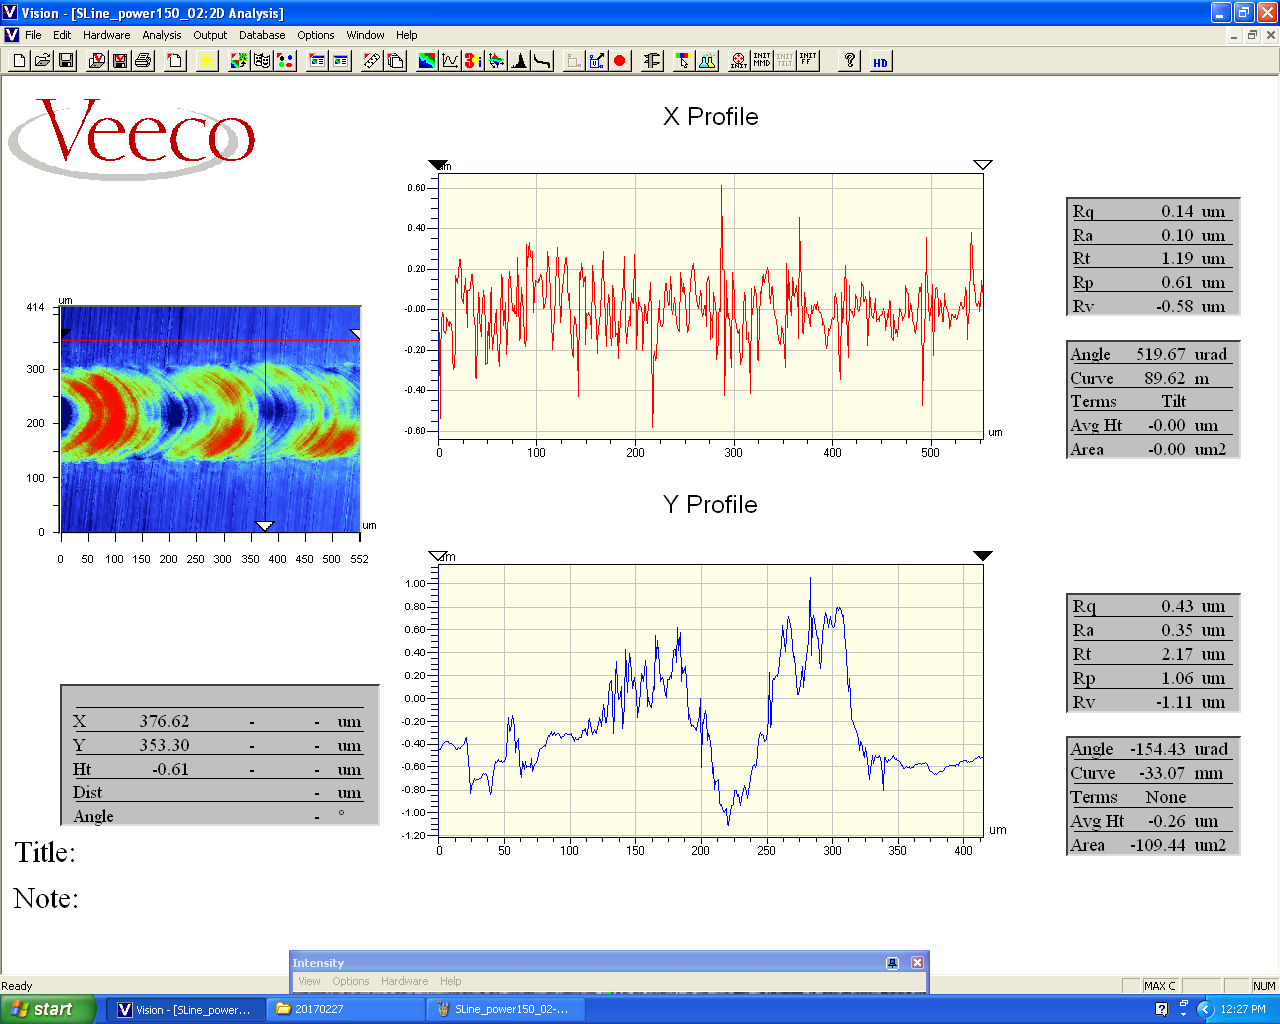 Vision - [SLine_power150_02:2D Analysis]
File Edit Hardware Analysis Output Database Options Window Help
INIT INIT MMD INIT TILT INIT FF ? HD
Veeco
X Profile
um
0.60
0.40
0.20
-0.00
-0.20
-0.40
-0.60
0 100 200 300 400 500
um
Rq 0.14 um
Ra 0.10 um
Rt 1.19 um
Rp 0.61 um
Rv -0.58 um
Angle 519.67 urad
Curve 89.62 m
Terms Tilt
Avg Ht -0.00 um
Area -0.00 um2
um
414
300
200
100
0
um
0 50 100 150 200 250 300 350 400 450 500 552
Y Profile
um
1.00
0.80
0.60
0.40
0.20
0.00
-0.20
-0.40
-0.60
-0.80
-1.00
-1.20
0 50 100 150 200 250 300 350 400
um
Rq 0.43 um
Ra 0.35 um
Rt 2.17 um
Rp 1.06 um
Rv -1.11 um
Angle -154.43 urad
Curve -33.07 mm
Terms None
Avg Ht -0.26 um
Area -109.44 um2
X 376.62 - - um
Y 353.30 - - um
Ht -0.61 - - um
Dist - um
Angle - °
Title:
Note:
Intensity
View Options Hardware Help
Ready
MAX C NUM
start
Vision - [SLine_power...
20170227
SLine_power150_02-...
12:27 PM